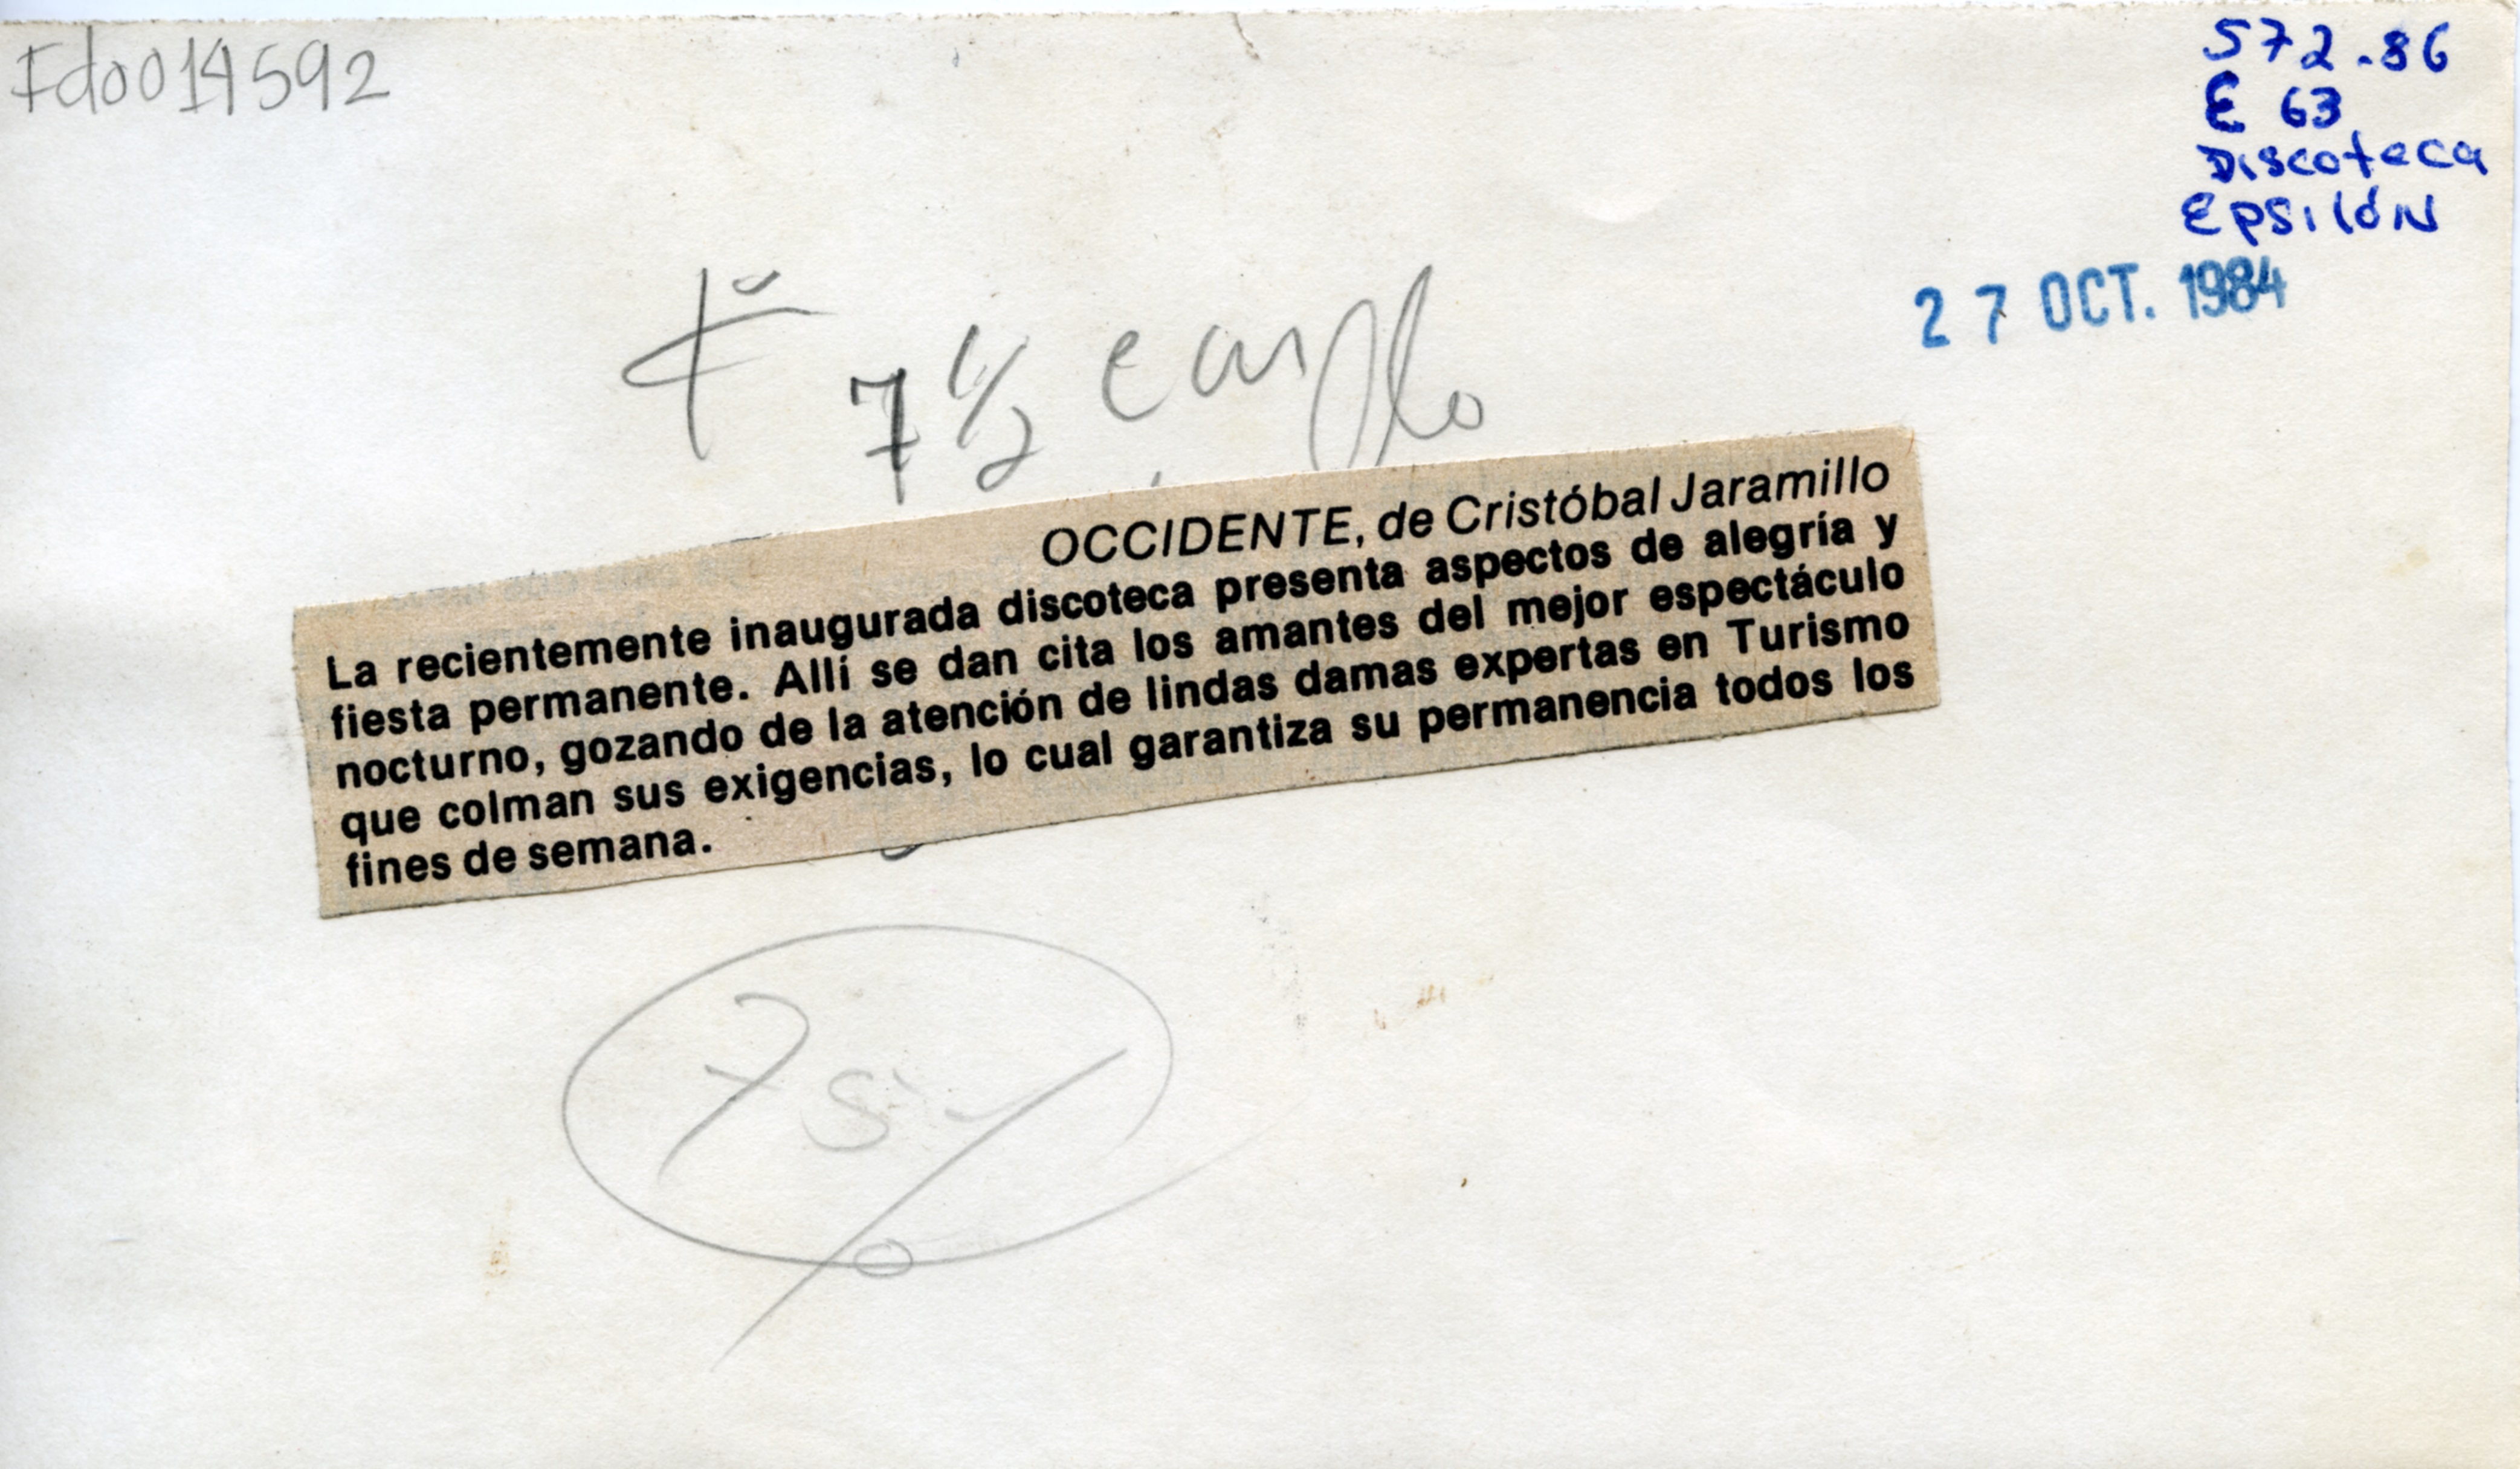 Fdo014592
572.86
E 63
Discoteca
Epsilón
27 OCT. 1984
7 1/2
OCCIDENTE, de Cristóbal Jaramillo
La recientemente inaugurada discoteca presenta aspectos de alegría y
fiesta permanente. Allí se dan cita los amantes del mejor espectáculo
nocturno, gozando de la atención de lindas damas expertas en Turismo
que colman sus exigencias, lo cual garantiza su permanencia todos los
fines de semana.